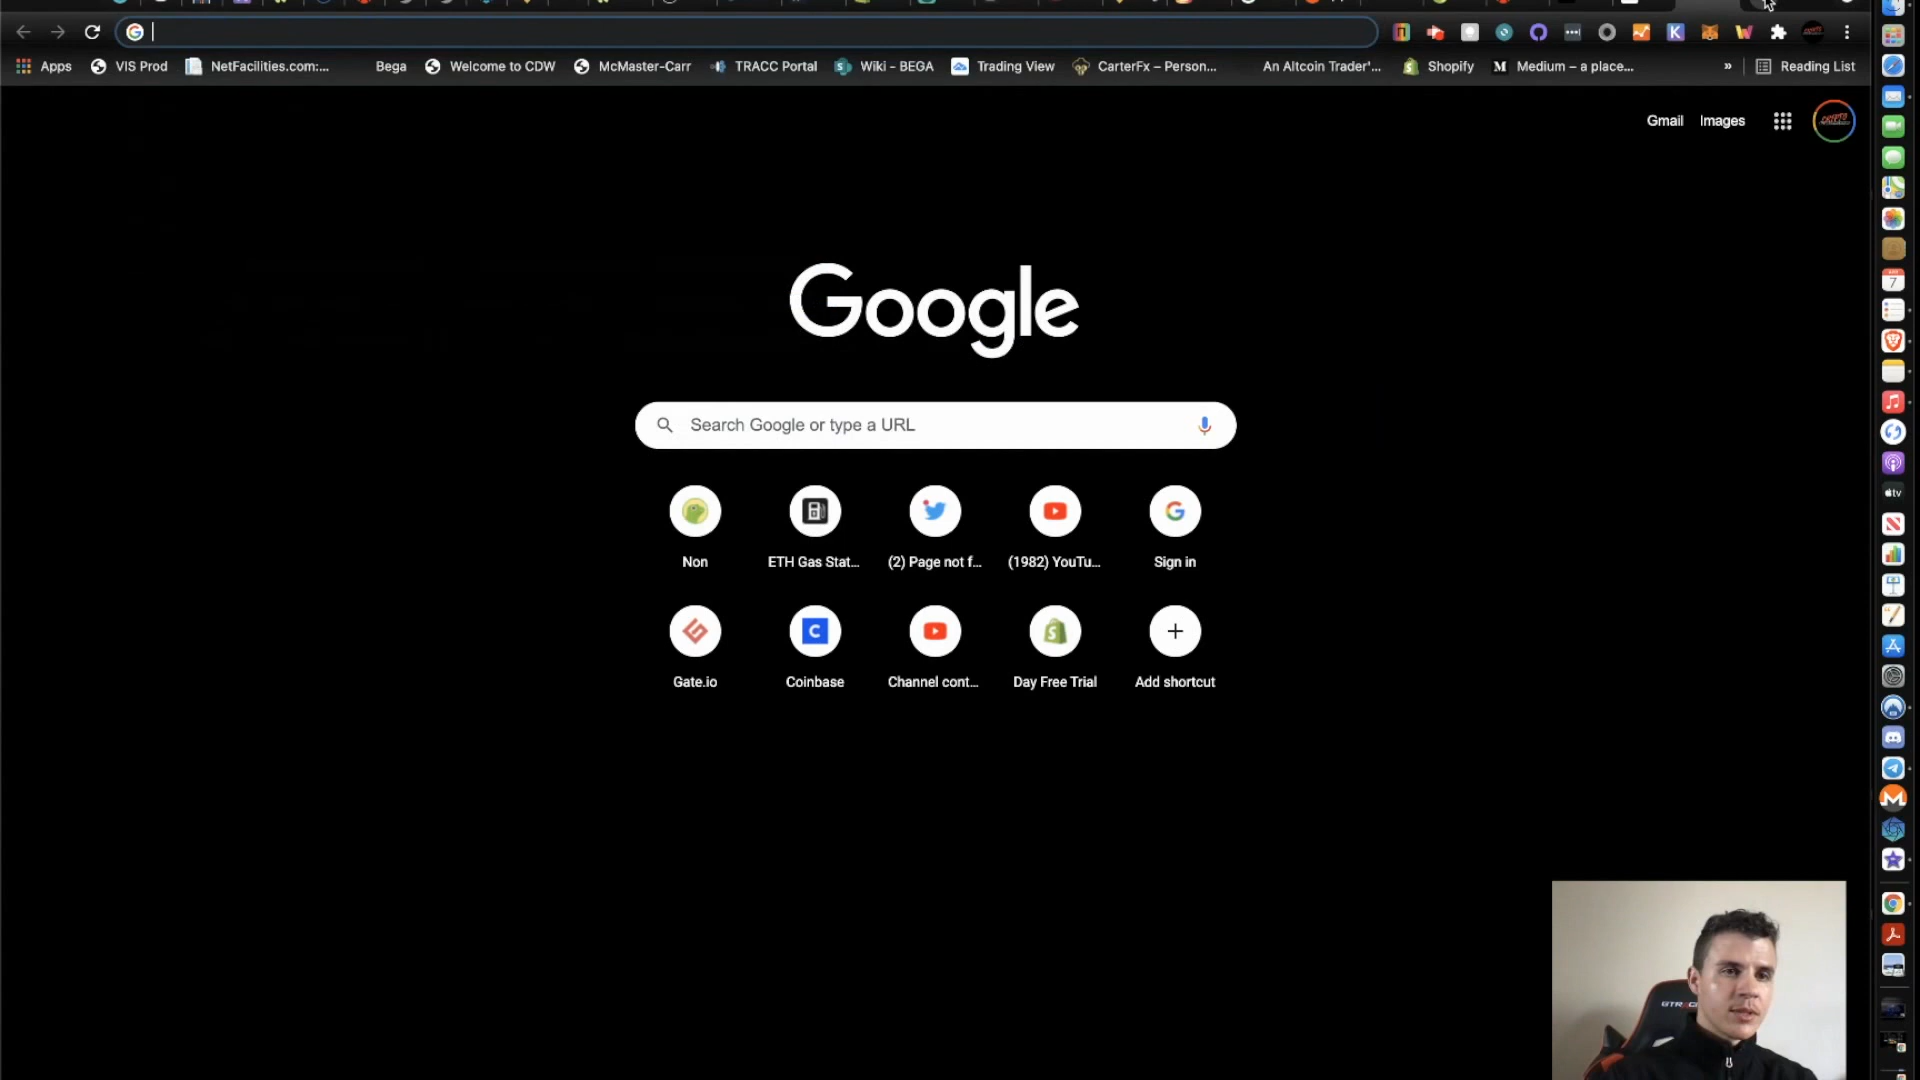 Apps VIS Prod NetFacilities.com:... Bega Welcome to CDW McMaster-Carr TRACC Portal Wiki - BEGA Trading View CarterFx – Person... An Altcoin Trader'... Shopify M Medium – a place... » Reading List
Gmail Images
Google
Search Google or type a URL
Non ETH Gas Stat... (2) Page not f... (1982) YouTu... Sign in
Gate.io Coinbase Channel cont... Day Free Trial Add shortcut